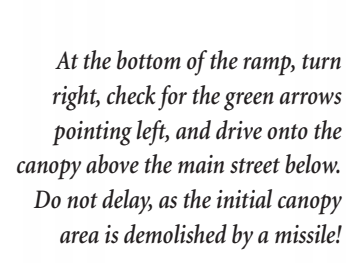 At the bottom of the ramp, turn
right, check for the green arrows
pointing left, and drive onto the
canopy above the main street below.
Do not delay, as the initial canopy
area is demolished by a missile!